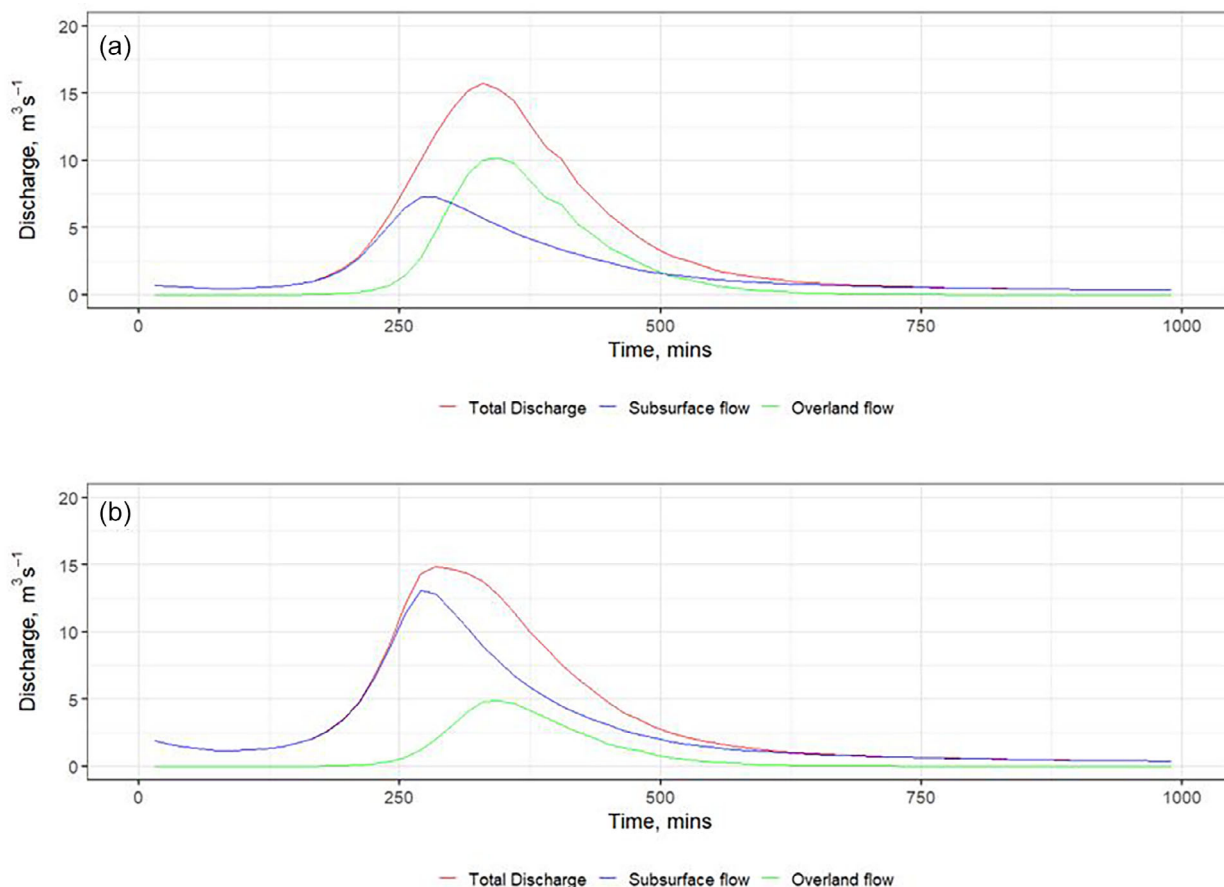 (a)
20
15
10
5
0
Discharge, m³s⁻¹
0 250 500 750 1000
Time, mins
Total Discharge Subsurface flow Overland flow
(b)
20
15
10
5
0
Discharge, m³s⁻¹
0 250 500 750 1000
Time, mins
Total Discharge Subsurface flow Overland flow